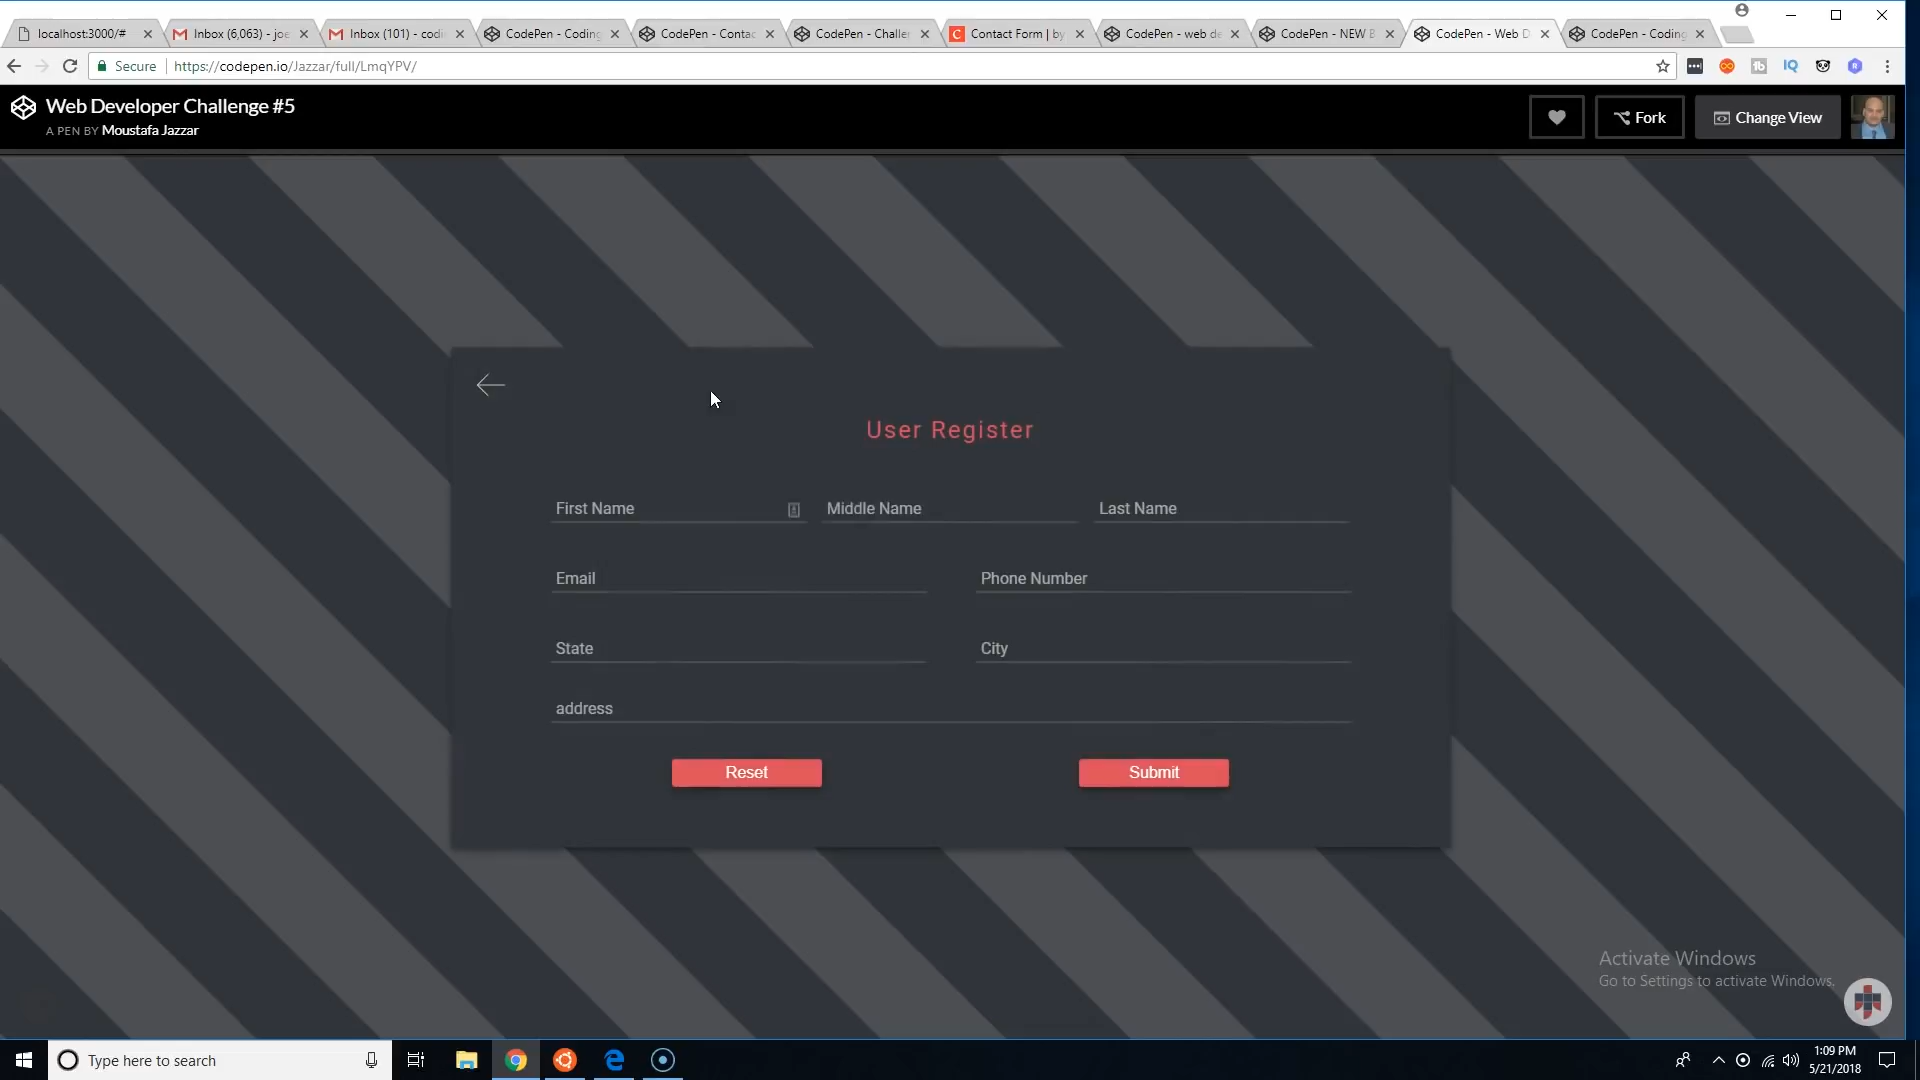 localhost:3000/#
Inbox (6,063) - joe
Inbox (101) - codi
CodePen - Coding
CodePen - Contac
CodePen - Challen
Contact Form | by
CodePen - web de
CodePen - NEW B
CodePen - Web D
CodePen - Coding
Secure
https://codepen.io/Jazzar/full/LmqYPV/
IQ
Web Developer Challenge #5
A PEN BY Moustafa Jazzar
Fork
Change View
User Register
First Name
Middle Name
Last Name
Email
Phone Number
State
City
address
Reset
Submit
Activate Windows
Go to Settings to activate Windows.
Type here to search
1:09 PM
5/21/2018